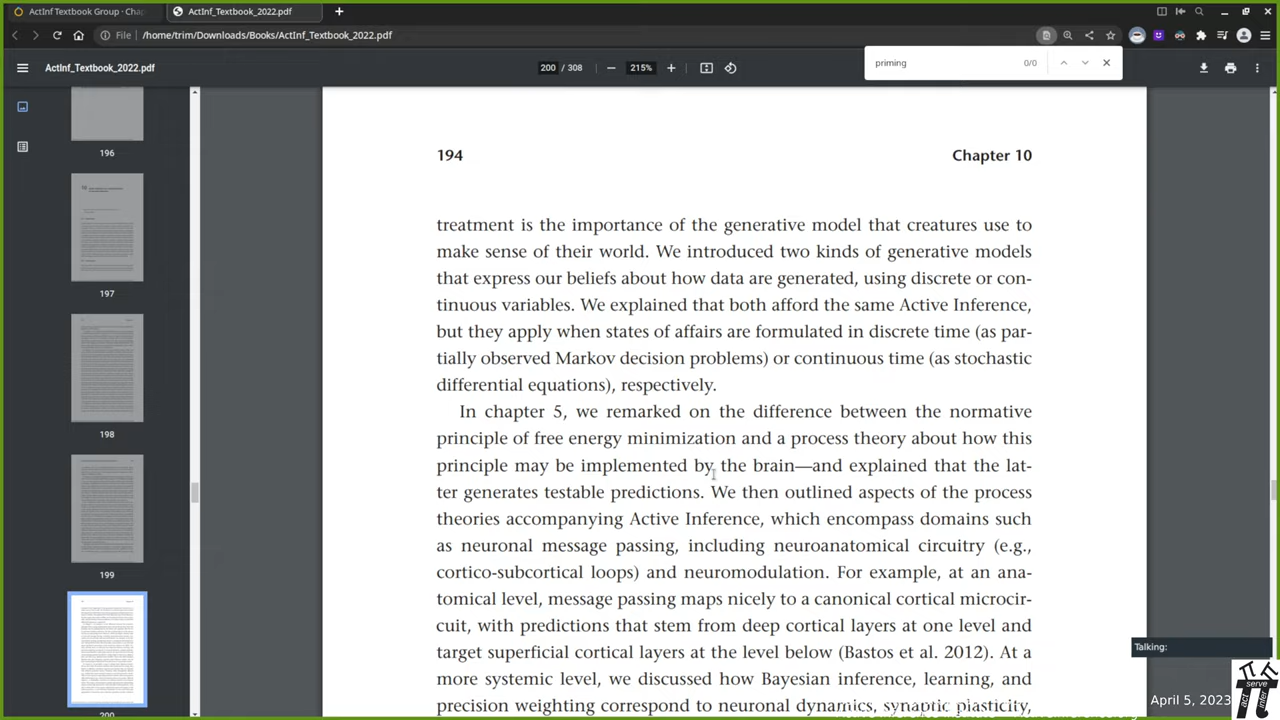 ActInf Textbook Group · Chap
ActInf_Textbook_2022.pdf
File
/home/trim/Downloads/Books/ActInf_Textbook_2022.pdf
priming
0/0
ActInf_Textbook_2022.pdf
200 / 308
215%
196
197
198
199
200
194
Chapter 10
treatment is the importance of the generative model that creatures use to
make sense of their world. We introduced two kinds of generative models
that express our beliefs about how data are generated, using discrete or con-
tinuous variables. We explained that both afford the same Active Inference,
but they apply when states of affairs are formulated in discrete time (as par-
tially observed Markov decision problems) or continuous time (as stochastic
differential equations), respectively.
In chapter 5, we remarked on the difference between the normative
principle of free energy minimization and a process theory about how this
principle may be implemented by the brain—and explained that the lat-
ter generates testable predictions. We then outlined aspects of the process
theories accompanying Active Inference, which encompass domains such
as neuronal message passing, including neuroanatomical circuitry (e.g.,
cortico-subcortical loops) and neuromodulation. For example, at an ana-
tomical level, message passing maps nicely to a canonical cortical microcir-
cuit, with predictions that stem from deep cortical layers at one level and
target superficial cortical layers at the level below (Bastos et al. 2012). At a
more systemic level, we discussed how Bayesian inference, learning, and
precision weighting correspond to neuronal dynamics, synaptic plasticity,
Talking:
April 5, 2023
act
serve
infer